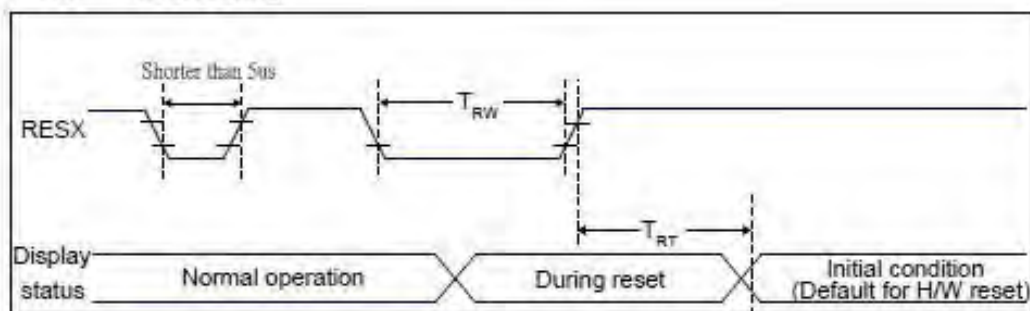 Shorter than 5us
RESX
TRW
TRT
Display
status
Normal operation
During reset
Initial condition
(Default for H/W reset)